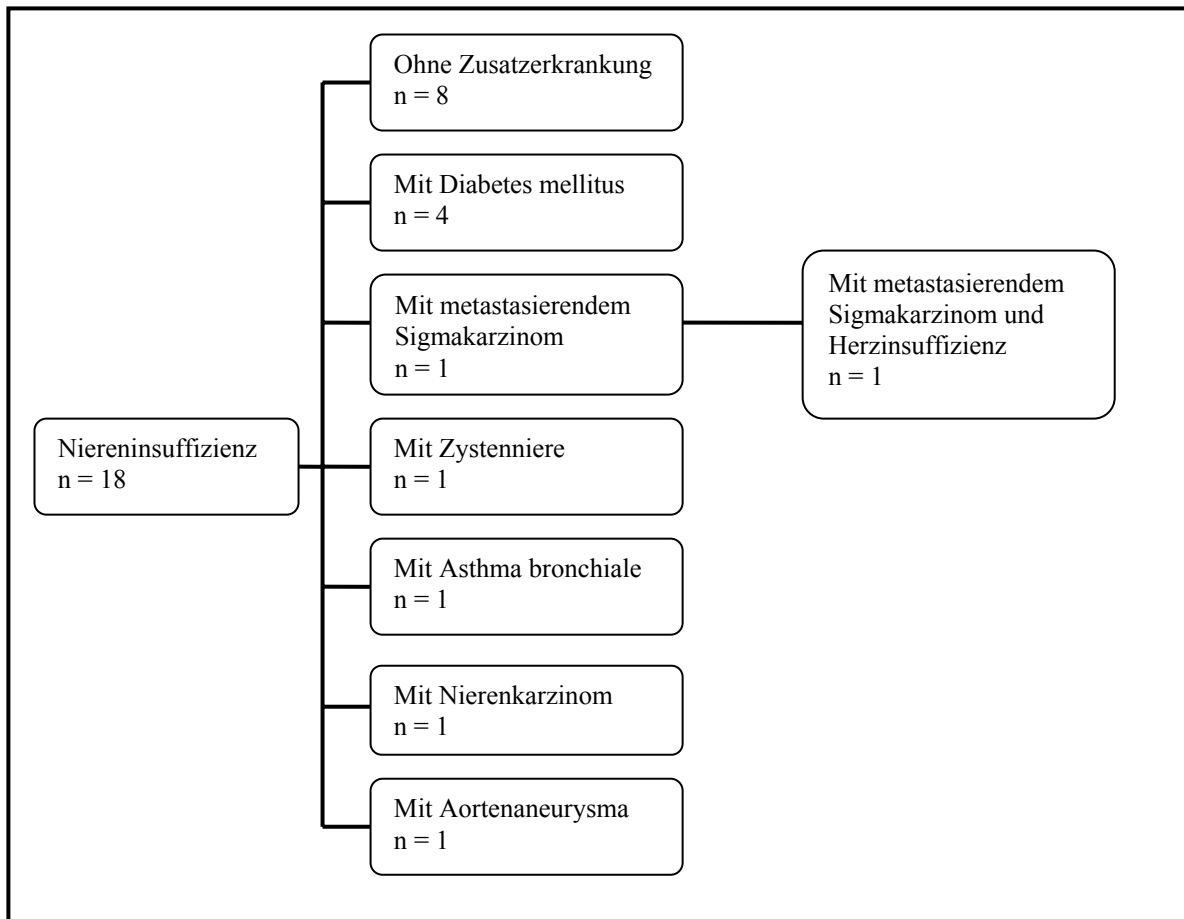 Ohne Zusatzerkrankung
n = 8
Mit Diabetes mellitus
n = 4
Mit metastasierendem
Sigmakarzinom
n = 1
Mit metastasierendem
Sigmakarzinom und
Herzinsuffizienz
n = 1
Niereninsuffizienz
n = 18
Mit Zystenniere
n = 1
Mit Asthma bronchiale
n = 1
Mit Nierenkarzinom
n = 1
Mit Aortenaneurysma
n = 1